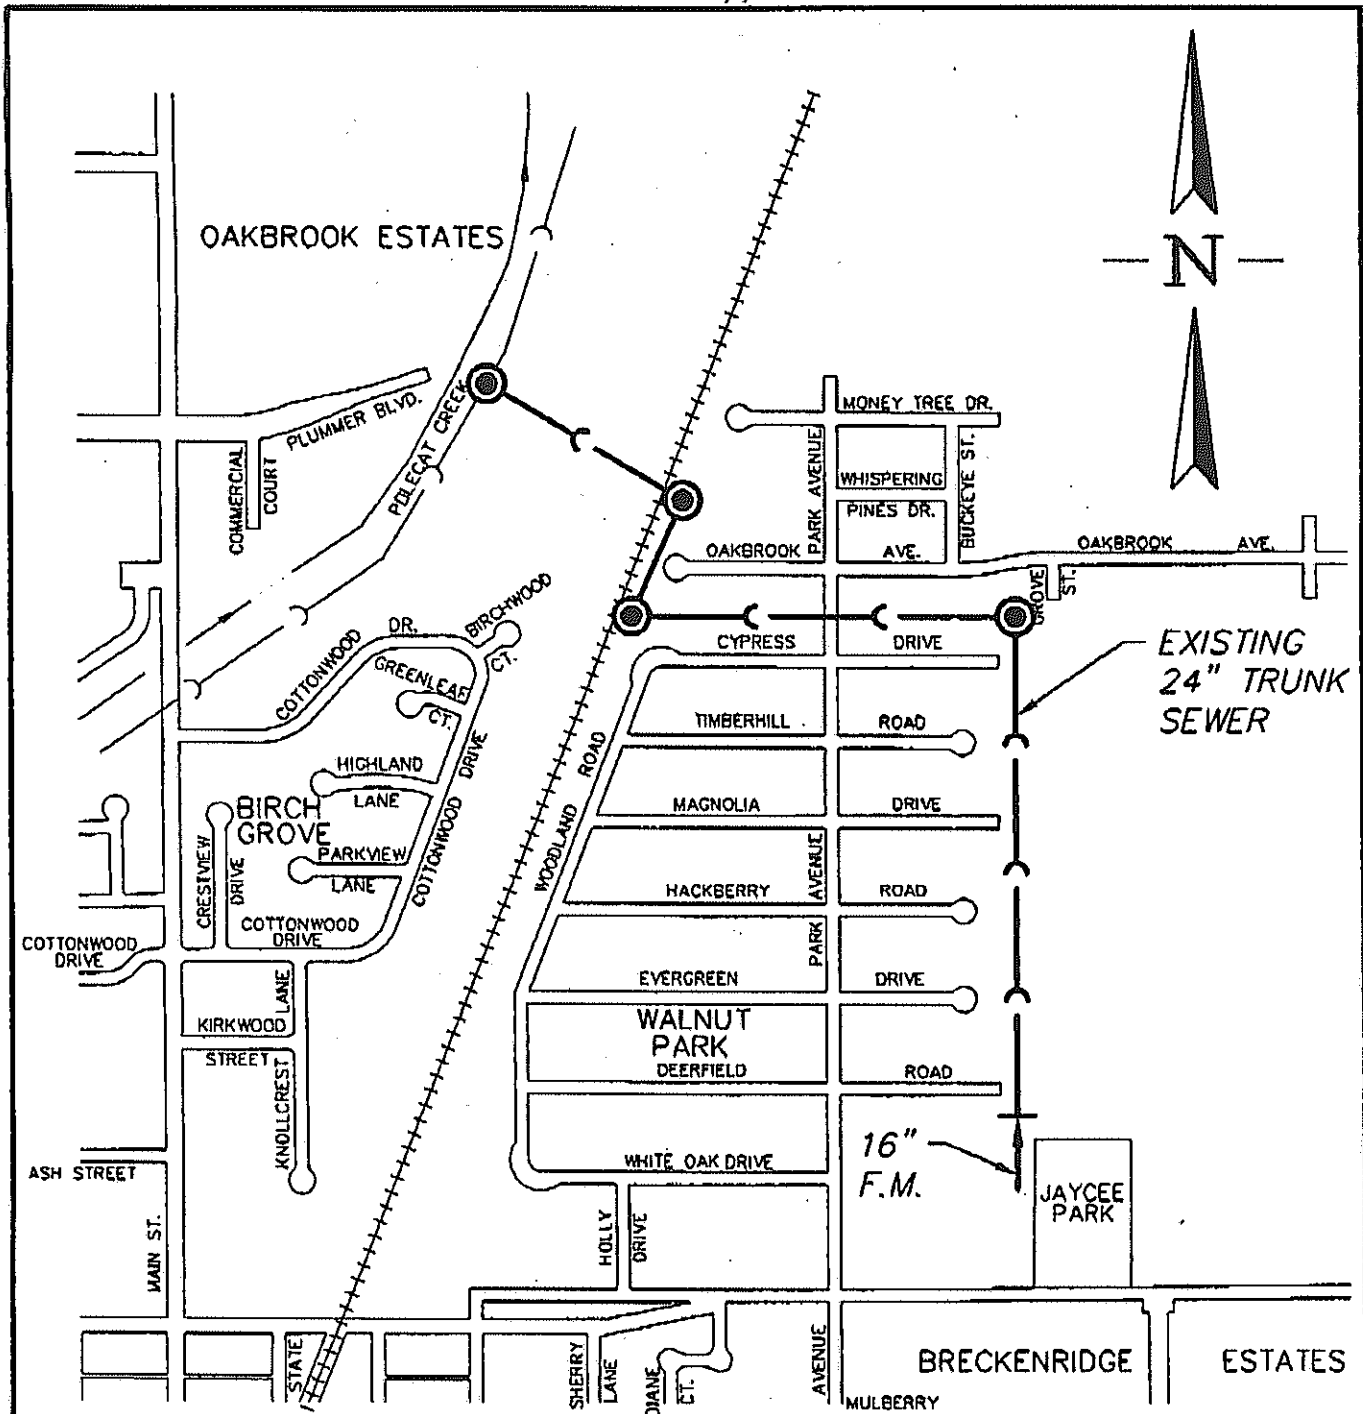 OAKBROOK ESTATES
N
PLUMMER BLVD.
POLECAT CREEK
COMMERCIAL
COURT
MONEY TREE DR.
PARK AVENUE
WHISPERING
PINES DR.
BUCKEYE ST.
OAKBROOK AVE.
OAKBROOK AVE.
GROVE
ST.
BIRCHWOOD
CT.
COTTONWOOD DR.
GREENLEAF
CT.
CYPRESS DRIVE
EXISTING
24" TRUNK
SEWER
TIMBERHILL ROAD
WOODLAND ROAD
HIGHLAND
LANE
BIRCH
GROVE
COTTONWOOD DRIVE
MAGNOLIA DRIVE
PARKVIEW
LANE
CRESTVIEW
DRIVE
PARK AVENUE
HACKBERRY ROAD
COTTONWOOD
DRIVE
COTTONWOOD
DRIVE
EVERGREEN DRIVE
KIRKWOOD
STREET
KNOLLCREST LANE
WALNUT
PARK
DEERFIELD ROAD
16"
F.M.
WHITE OAK DRIVE
ASH STREET
JAYCEE
PARK
MAIN ST.
HOLLY
DRIVE
STATE
SHERRY
LANE
DIANE
CT.
AVENUE
BRECKENRIDGE ESTATES
MULBERRY